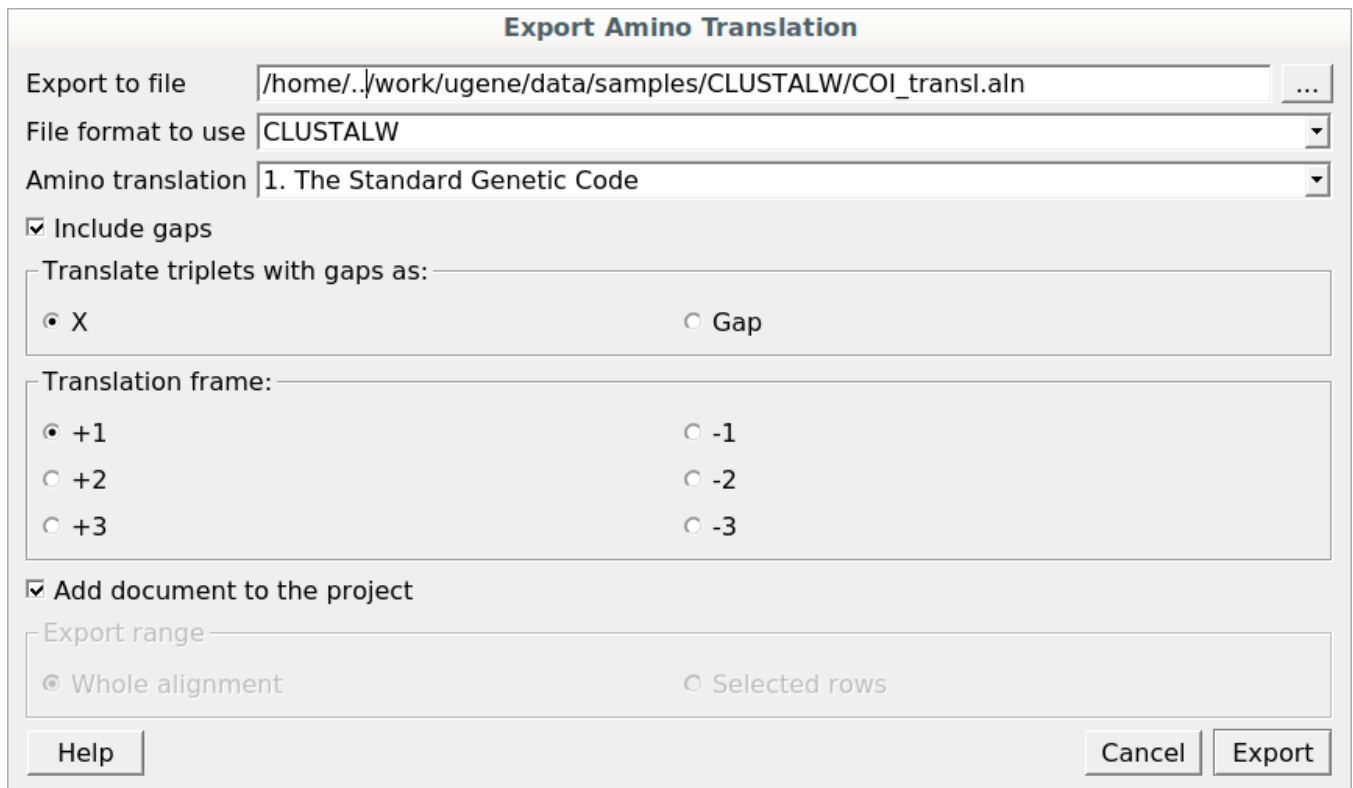 Export Amino Translation
Export to file /home/../work/ugene/data/samples/CLUSTALW/COI_transl.aln ...
File format to use CLUSTALW
Amino translation 1. The Standard Genetic Code
Include gaps
Translate triplets with gaps as:
X Gap
Translation frame:
+1 -1
+2 -2
+3 -3
Add document to the project
Export range
Whole alignment Selected rows
Help Cancel Export